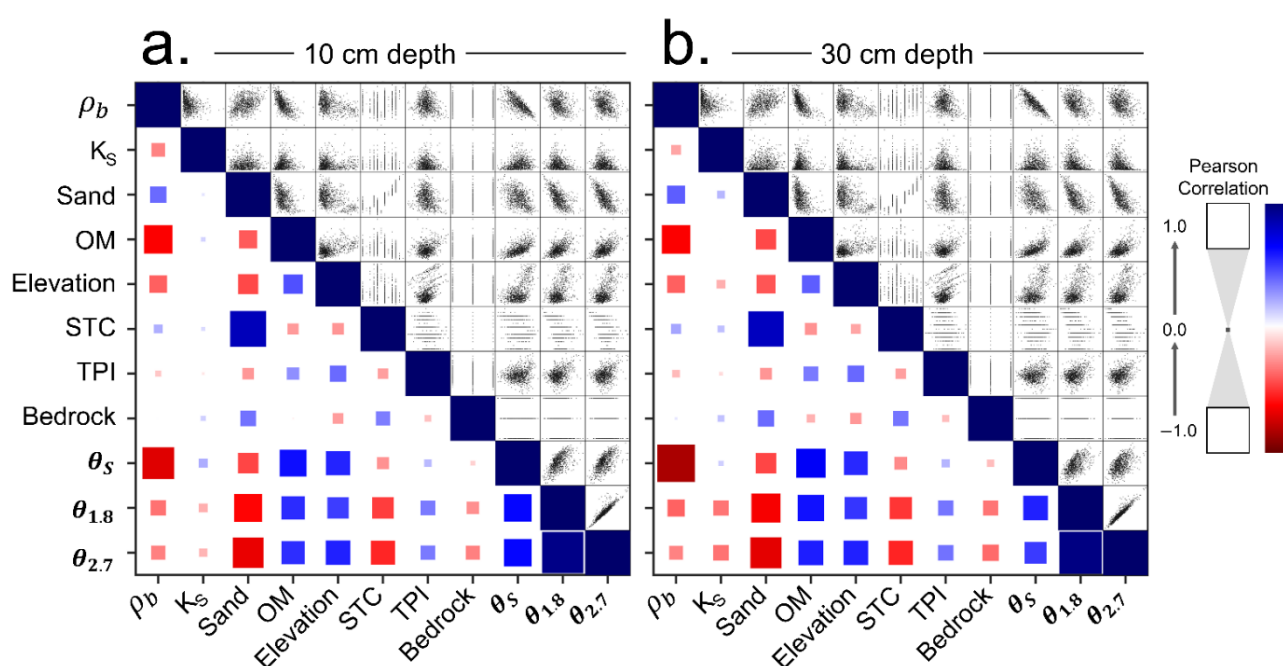 a. 10 cm depth
b. 30 cm depth
ρb
KS
Sand
OM
Elevation
STC
TPI
Bedrock
θS
θ1.8
θ2.7
ρb
KS
Sand
OM
Elevation
STC
TPI
Bedrock
θS
θ1.8
θ2.7
ρb
KS
Sand
OM
Elevation
STC
TPI
Bedrock
θS
θ1.8
θ2.7
Pearson
Correlation
1.0
0.0
−1.0